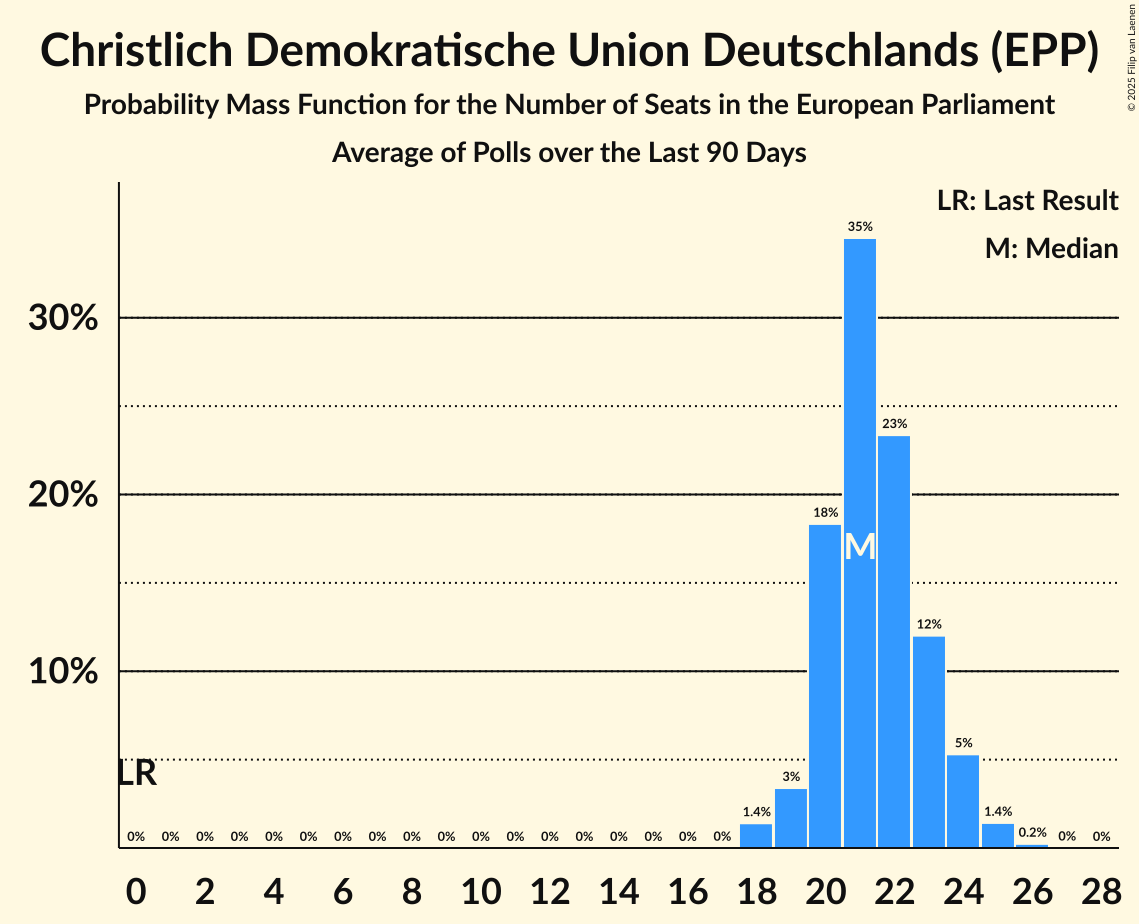 Christlich Demokratische Union Deutschlands (EPP)
Probability Mass Function for the Number of Seats in the European Parliament
Average of Polls over the Last 90 Days
© 2025 Filip van Laenen
LR: Last Result
M: Median
30%
20%
10%
LR
M
0% 0% 0% 0% 0% 0% 0% 0% 0% 0% 0% 0% 0% 0% 0% 0% 0% 0% 1.4% 3% 18% 35% 23% 12% 5% 1.4% 0.2% 0% 0%
0 2 4 6 8 10 12 14 16 18 20 22 24 26 28